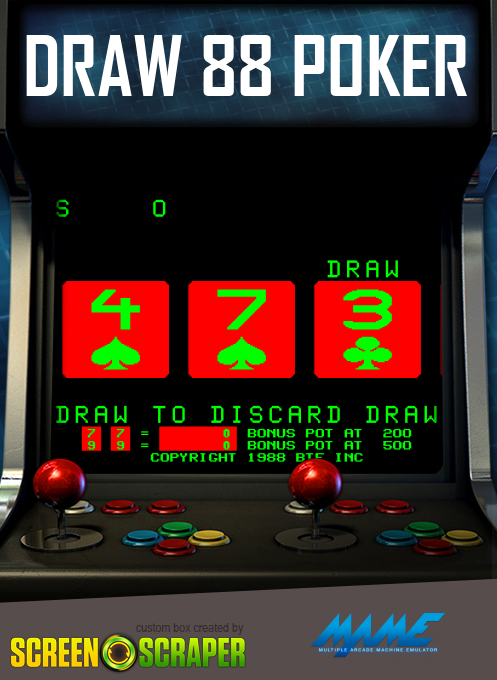 DRAW 88 POKER
S O
DRAW
4 7 3
DRAW TO DISCARD DRAW
7 7 = 0 BONUS POT AT 200
9 9 = 0 BONUS POT AT 500
COPYRIGHT 1988 BTE INC
custom box created by
SCREEN SCRAPER
MAME
MULTIPLE ARCADE MACHINE EMULATOR